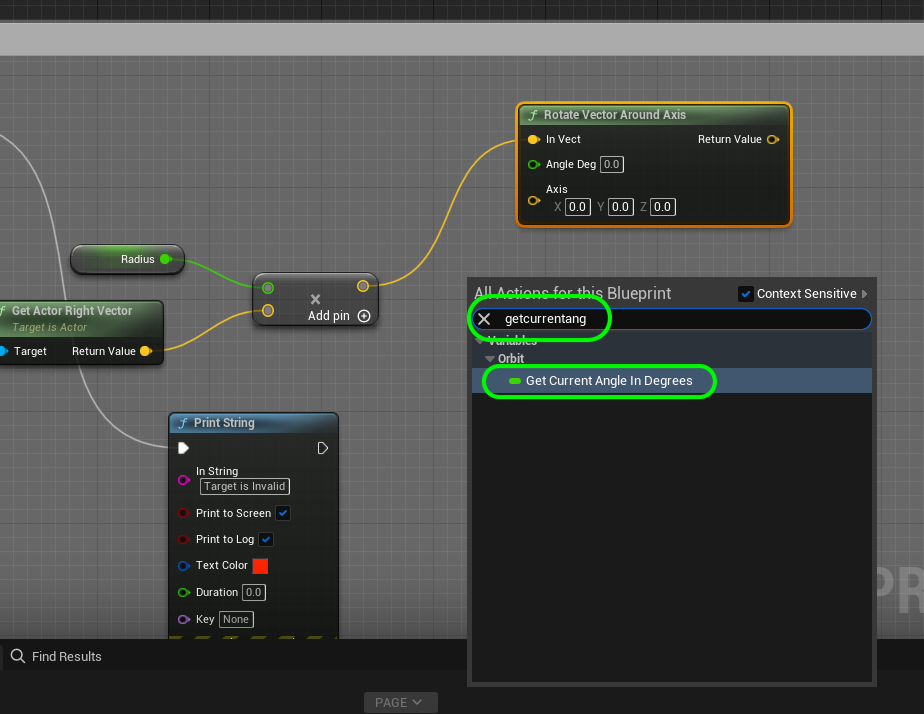 f Rotate Vector Around Axis
In Vect Return Value
Angle Deg 0.0
Axis
X 0.0 Y 0.0 Z 0.0
Radius
×
Add pin
f Get Actor Right Vector
Target is Actor
Target Return Value
All Actions for this Blueprint Context Sensitive
getcurrentang
Variables
Orbit
Get Current Angle In Degrees
f Print String
In String
Target is Invalid
Print to Screen
Print to Log
Text Color
Duration 0.0
Key None
PR
Find Results
PAGE